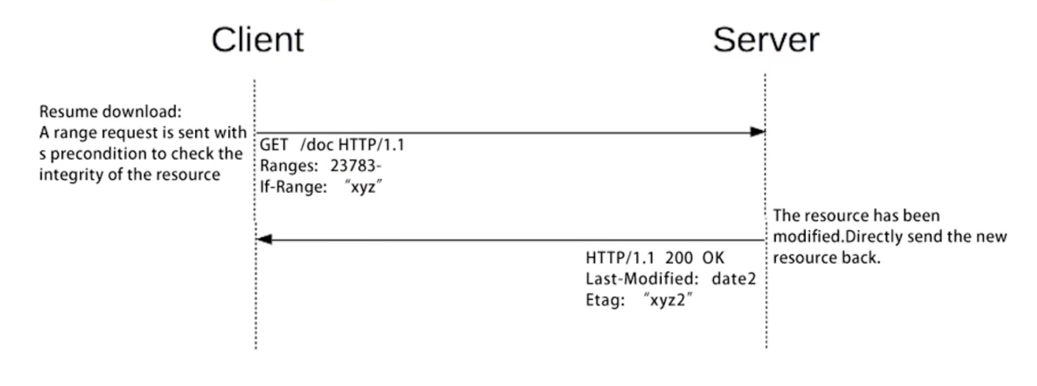 Client
Server
Resume download:
A range request is sent with
s precondition to check the
integrity of the resource
GET /doc HTTP/1.1
Ranges: 23783-
If-Range: "xyz"
The resource has been
modified.Directly send the new
resource back.
HTTP/1.1 200 OK
Last-Modified: date2
Etag: "xyz2"